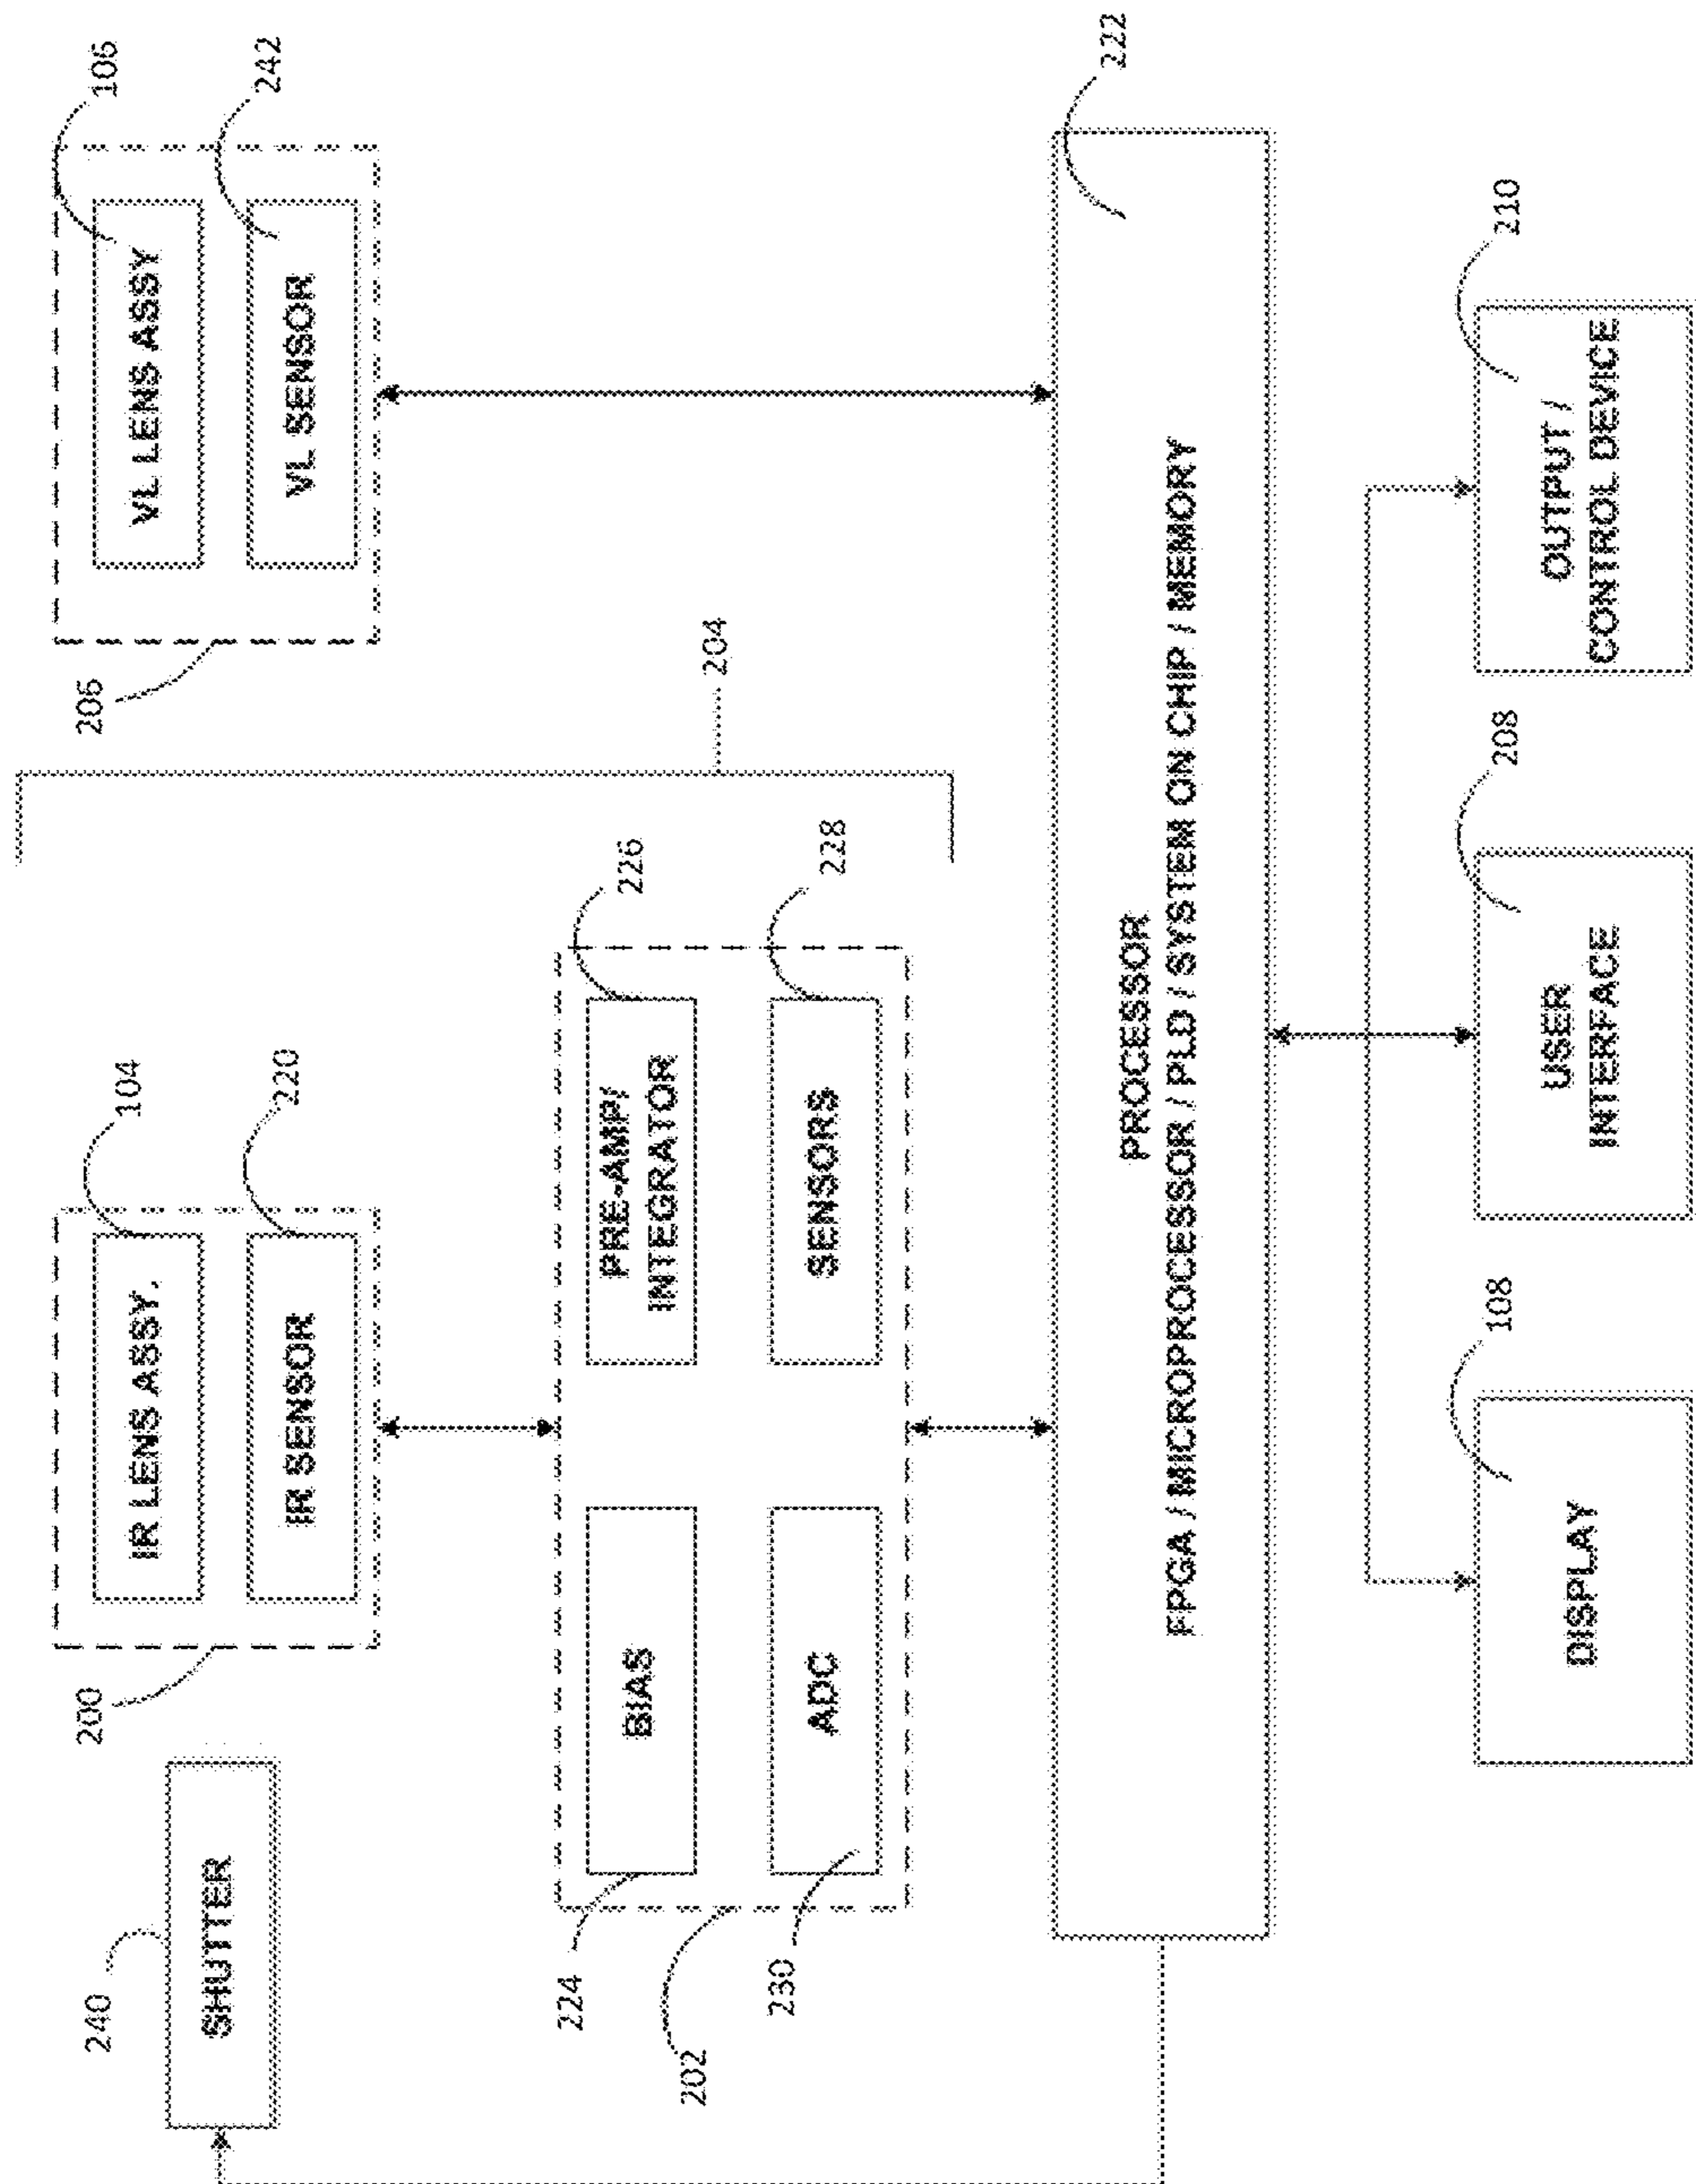 240
SHUTTER
200
IR LENS ASSY.
104
IR SENSOR
220
206
VL LENS ASSY
106
VL SENSOR
242
204
224
BIAS
PRE-AMP/
INTEGRATOR
226
202
230
ADC
SENSORS
228
PROCESSOR
FPGA / MICROPROCESSOR / PLD / SYSTEM ON CHIP / MEMORY
222
DISPLAY
108
USER
INTERFACE
208
OUTPUT /
CONTROL DEVICE
210